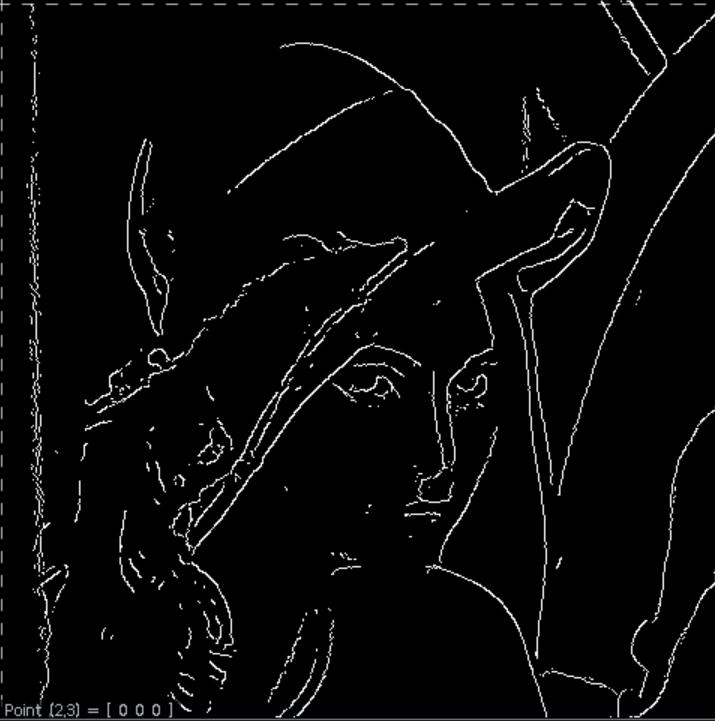 Point (2,3) = [ 0 0 0 ]